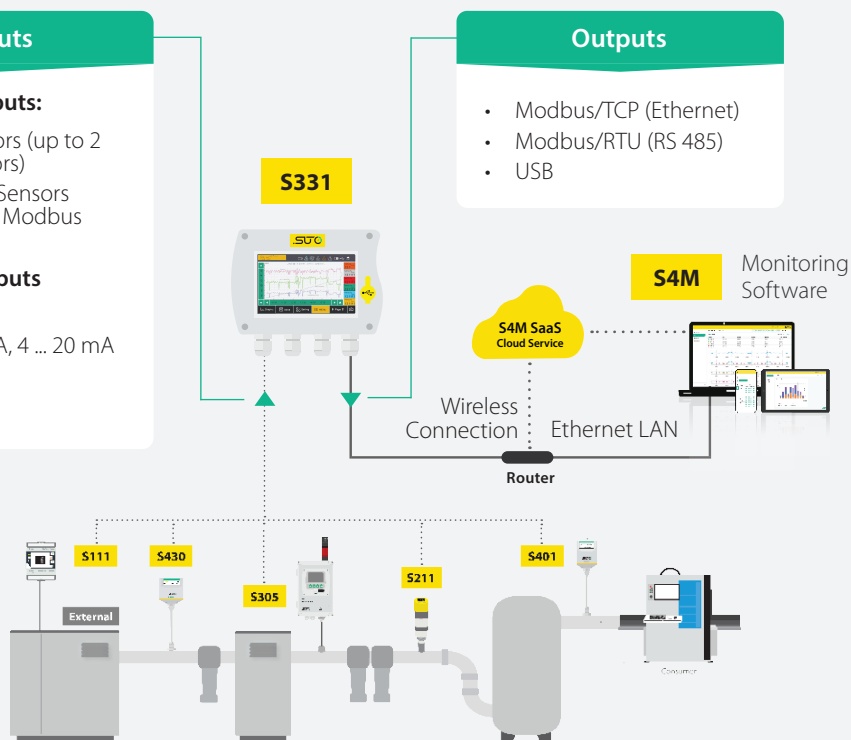 uts
puts:
ors (up to 2
ors)
Sensors
Modbus
puts
A, 4 ... 20 mA
Outputs
• Modbus/TCP (Ethernet)
• Modbus/RTU (RS 485)
• USB
S331
SUTO
S4M
Monitoring
Software
S4M SaaS
Cloud Service
Wireless
Connection
Ethernet LAN
Router
S111
S430
S305
S211
S401
External
Consumer